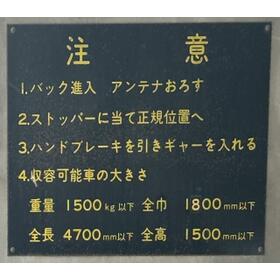 注意
1.バック進入 アンテナおろす
2.ストッパーに当て正規位置へ
3.ハンドブレーキを引きギャーを入れる
4.収容可能車の大きさ
重量 1500kg以下 全巾 1800mm以下
全長 4700mm以下 全高 1500mm以下